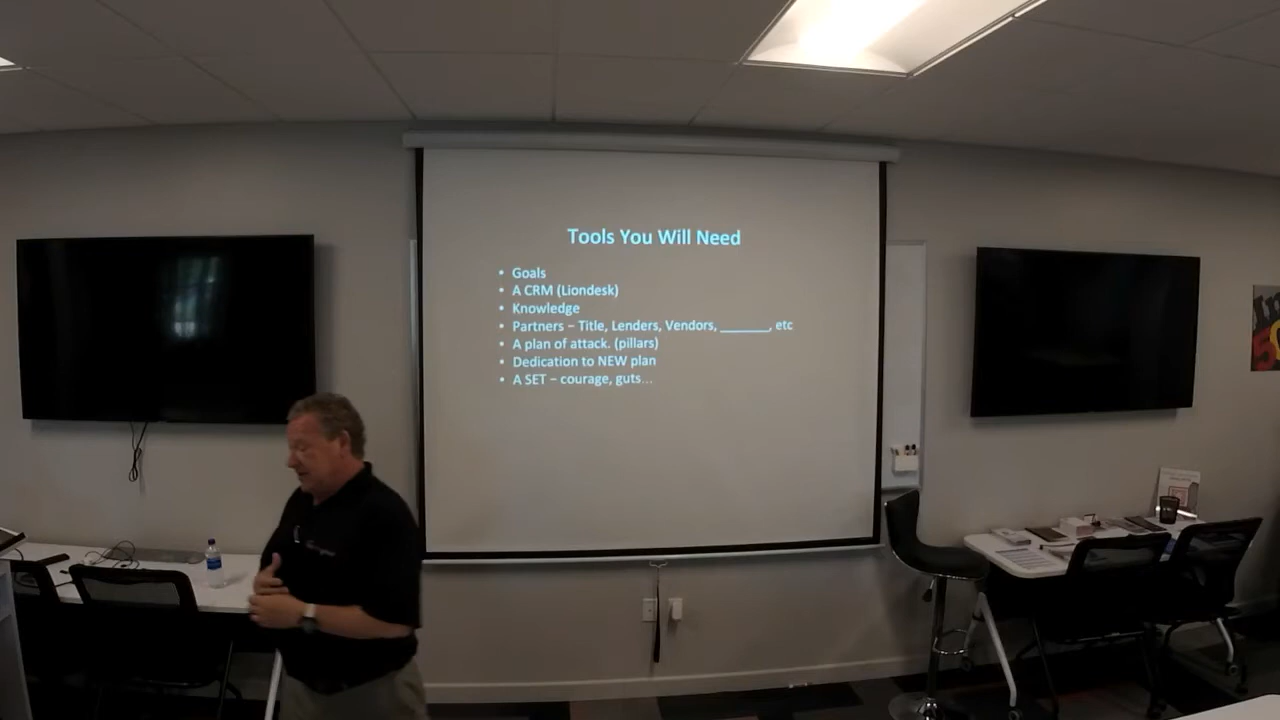 Tools You Will Need
• Goals
• A CRM (Liondesk)
• Knowledge
• Partners – Title, Lenders, Vendors, _______, etc
• A plan of attack. (pillars)
• Dedication to NEW plan
• A SET – courage, guts...